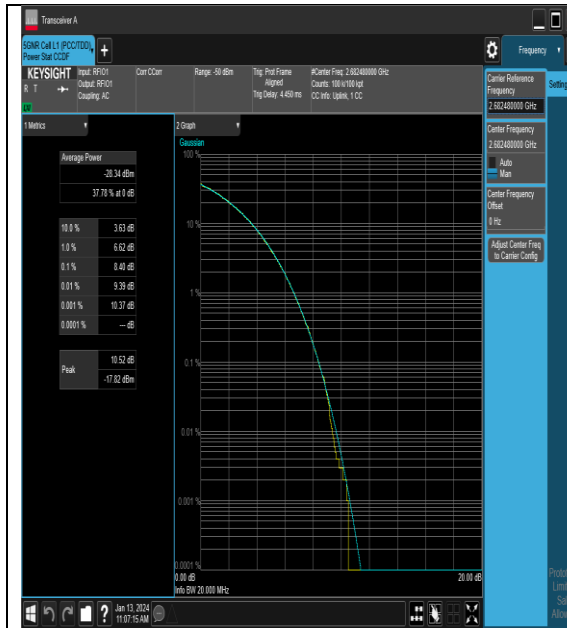 Transceiver A
5GNR Cell L1 (PCC/TDD)
Power Stat CCDF
Frequency
KEYSIGHT
R T
Input: RFIO1
Output: RFIO1
Coupling: AC
Corr CCorr
Range: -50 dBm
Trig: Prot Frame
Aligned
Trig Delay: 4.450 ms
#Center Freq: 2.682480000 GHz
Counts: 100 k/100 kpt
CC Info: Uplink, 1 CC
Carrier Reference
Frequency
2.682480000 GHz
Settings
Center Frequency
2.682480000 GHz
Auto
Man
Center Frequency
Offset
0 Hz
Adjust Center Freq
to Carrier Config
1 Metrics
Average Power
-28.34 dBm
37.78 % at 0 dB
10.0 % 3.63 dB
1.0 % 6.62 dB
0.1 % 8.40 dB
0.01 % 9.39 dB
0.001 % 10.37 dB
0.0001 % --- dB
Peak
10.52 dB
-17.82 dBm
2 Graph
Gaussian
100 %
10 %
1 %
0.1 %
0.01 %
0.001 %
0.0001 %
0.00 dB
20.00 dB
Info BW 20.000 MHz
?
Jan 13, 2024
11:07:15 AM